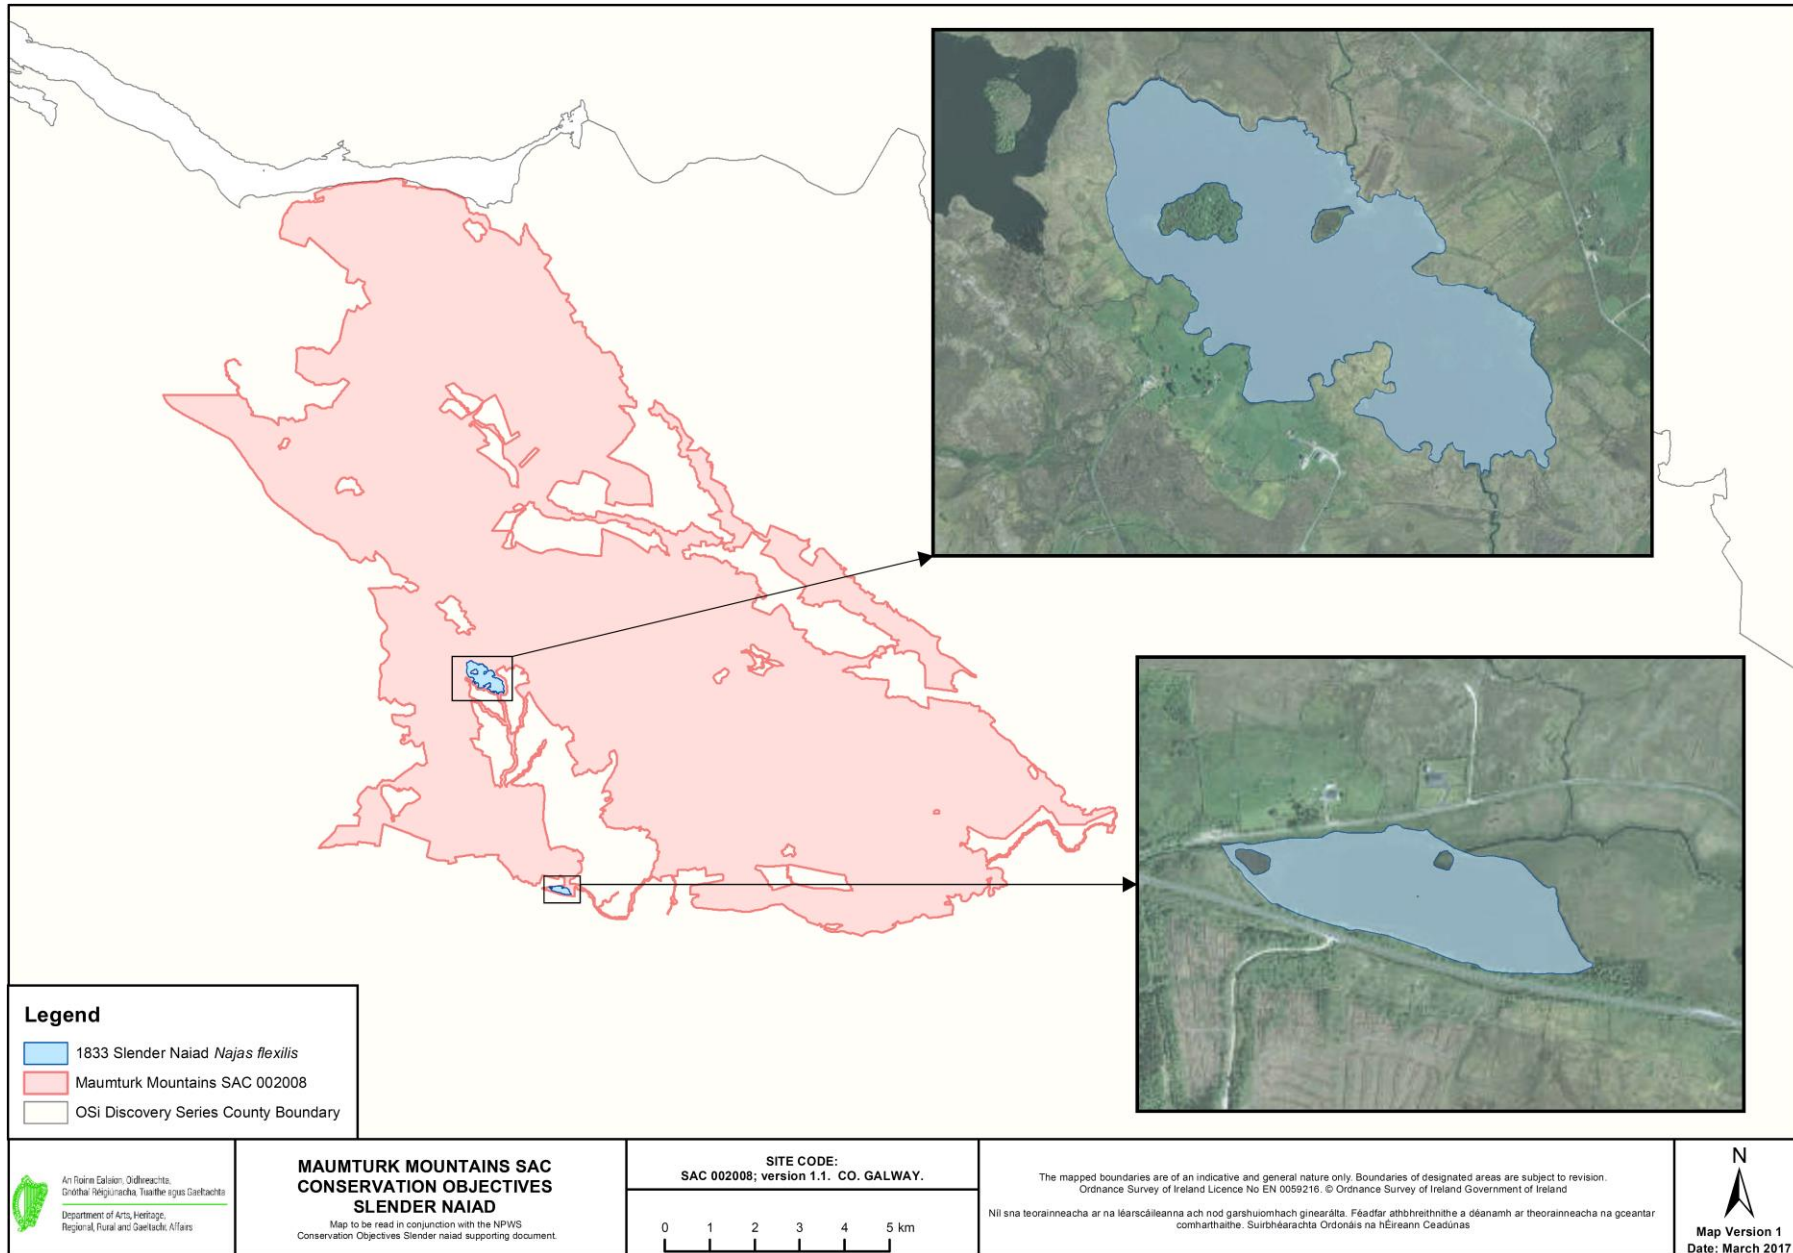 Legend
1833 Slender Naiad Najas flexilis
Maumturk Mountains SAC 002008
OSi Discovery Series County Boundary
An Roinn Ealaíon, Oidhreachta,
Gnóthaí Réigiúnacha, Tuaithe agus Gaeltachta
Department of Arts, Heritage,
Regional, Rural and Gaeltacht Affairs
MAUMTURK MOUNTAINS SAC
CONSERVATION OBJECTIVES
SLENDER NAIAD
Map to be read in conjunction with the NPWS
Conservation Objectives Slender naiad supporting document.
SITE CODE:
SAC 002008; version 1.1. CO. GALWAY.
0 1 2 3 4 5 km
The mapped boundaries are of an indicative and general nature only. Boundaries of designated areas are subject to revision.
Ordnance Survey of Ireland Licence No EN 0059216. © Ordnance Survey of Ireland Government of Ireland
Níl sna teorainneacha ar na léarscáileanna ach nod garshuiomhach ginearálta. Féadfar athbhreithnithe a déanamh ar theorainneacha na gceantar
comharthaithe. Suirbhéarachta Ordonáis na hÉireann Ceadúnas
N
Map Version 1
Date: March 2017